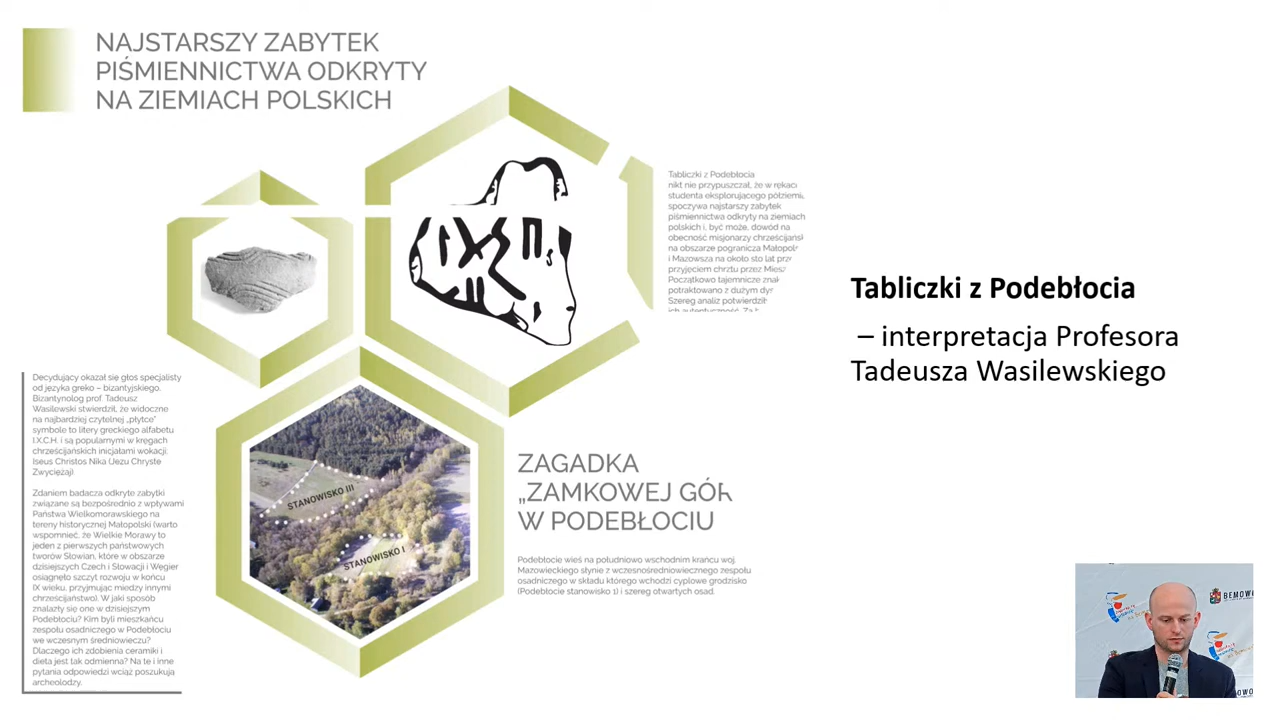 NAJSTARSZY ZABYTEK
PIŚMIENNICTWA ODKRYTY
NA ZIEMIACH POLSKICH
Tabliczki z Podebłocia
nikt nie przypuszczał, że w rękach
studenta eksplorującego półziemi
spoczywa najstarszy zabytek
piśmiennictwa odkryty na ziemiach
polskich i, być może, dowód na
obecność misjonarzy chrześcijańsk
na obszarze pogranicza Małopol
i Mazowsza na około sto lat prz
przyjęciem chrztu przez Miesz
Początkowo tajemnicze znak
potraktowano z dużym dys
Szereg analiz potwierdził
ich autentyczność. Za
Tabliczki z Podebłocia
– interpretacja Profesora
Tadeusza Wasilewskiego
Decydujący okazał się głos specjalisty
od języka greko – bizantyjskiego.
Bizantynolog prof. Tadeusz
Wasilewski stwierdził, że widoczne
na najbardziej czytelnej „płytce"
symbole to litery greckiego alfabetu
I.X.C.H. i są popularnymi w kręgach
chrześcijańskich inicjałami wokacji.
Iseus Christos Nika (Jezu Chryste
Zwyciężaj)
Zdaniem badacza odkryte zabytki
związane są bezpośrednio z wpływami
Państwa Wielkomorawskiego na
tereny historycznej Małopolski (warto
wspomnieć, że Wielkie Morawy to
jeden z pierwszych państwowych
tworów Słowian, które w obszarze
dzisiejszych Czech i Słowacji i Węgier
osiągnęło szczyt rozwoju w końcu
IX wieku, przyjmując miedzy innymi
chrześcijaństwo). W jaki sposób
znalazły się one w dzisiejszym
Podebłociu? Kim byli mieszkańcu
zespołu osadniczego w Podebłociu
we wczesnym średniowieczu?
Dlaczego ich zdobienia ceramiki i
dieta jest tak odmienna? Na te i inne
pytania odpowiedzi wciąż poszukują
archeolodzy.
STANOWISKO III
STANOWISKO I
ZAGADKA
„ZAMKOWEJ GÓR
W PODEBŁOCIU
Podebłocie wieś na południowo wschodnim krańcu woj.
Mazowieckiego słynie z wczesnośredniowiecznego zespołu
osadniczego w składu którego wchodzi cyplowe grodzisko
(Podebłocie stanowisko 1) i szereg otwartych osad.
BEMOWO